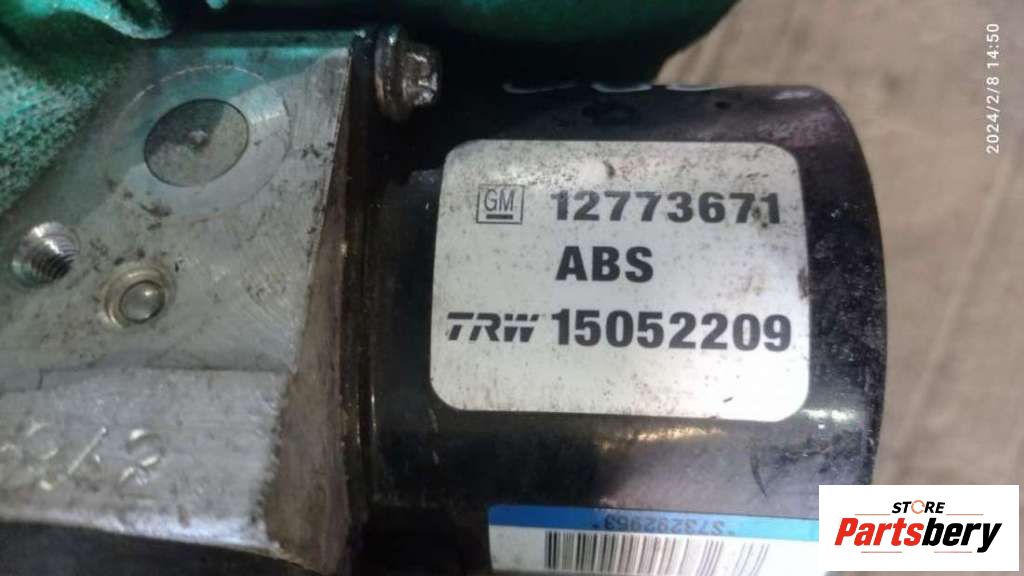 2024/2/8 14:50
GM 12773671
ABS
TRW 15052209
STORE
Partsbery